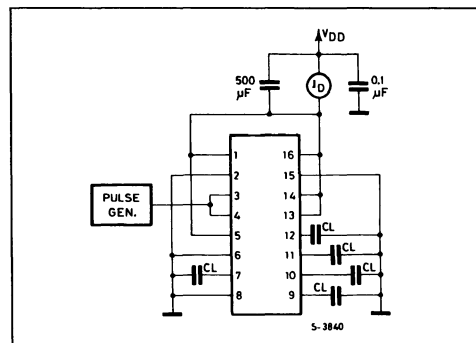 VDD
500
µF
ID
0.1
µF
1
16
2
15
PULSE
GEN.
3
14
4
13
5
12
CL
6
11
CL
CL
7
10
CL
8
9
CL
S-3840